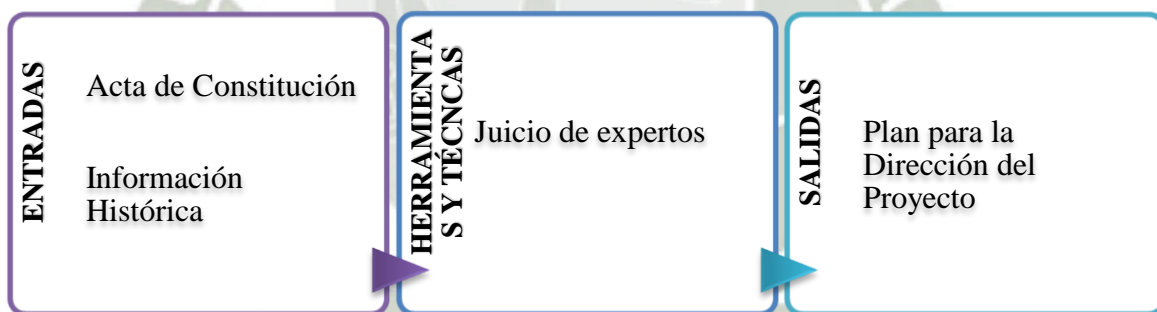 ENTRADAS
Acta de Constitución
Información
Histórica
HERRAMIENTA
S Y TÉCNCAS
Juicio de expertos
SALIDAS
Plan para la
Dirección del
Proyecto